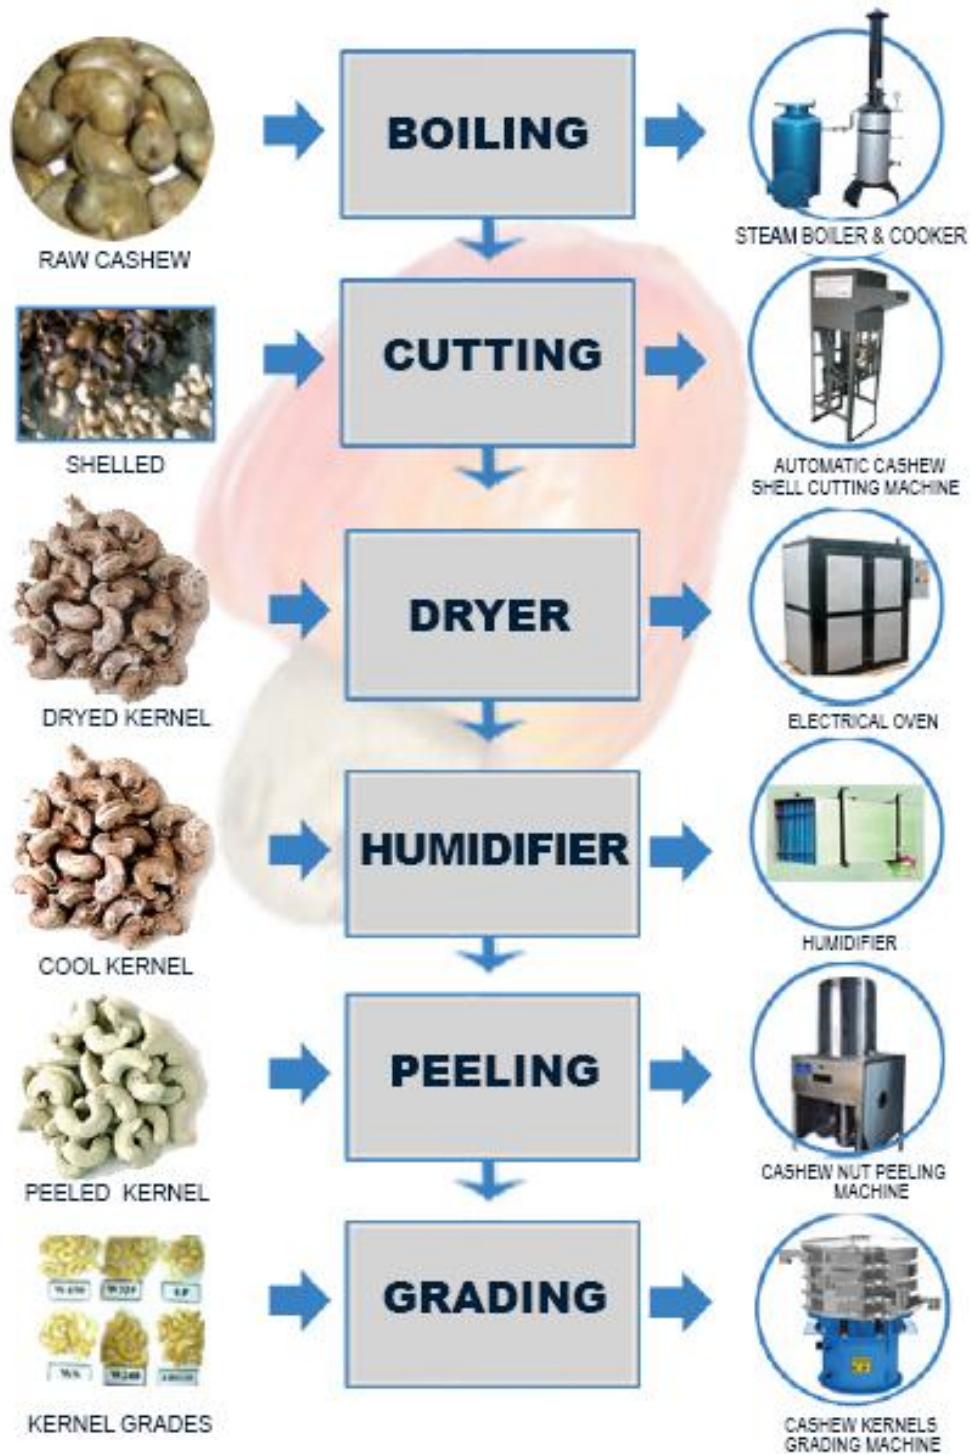 BOILING
RAW CASHEW
STEAM BOILER & COOKER
CUTTING
SHELLED
AUTOMATIC CASHEW
SHELL CUTTING MACHINE
DRYER
DRYED KERNEL
ELECTRICAL OVEN
HUMIDIFIER
COOL KERNEL
HUMIDIFIER
PEELING
PEELED KERNEL
CASHEW NUT PEELING
MACHINE
GRADING
KERNEL GRADES
CASHEW KERNELS
GRADING MACHINE